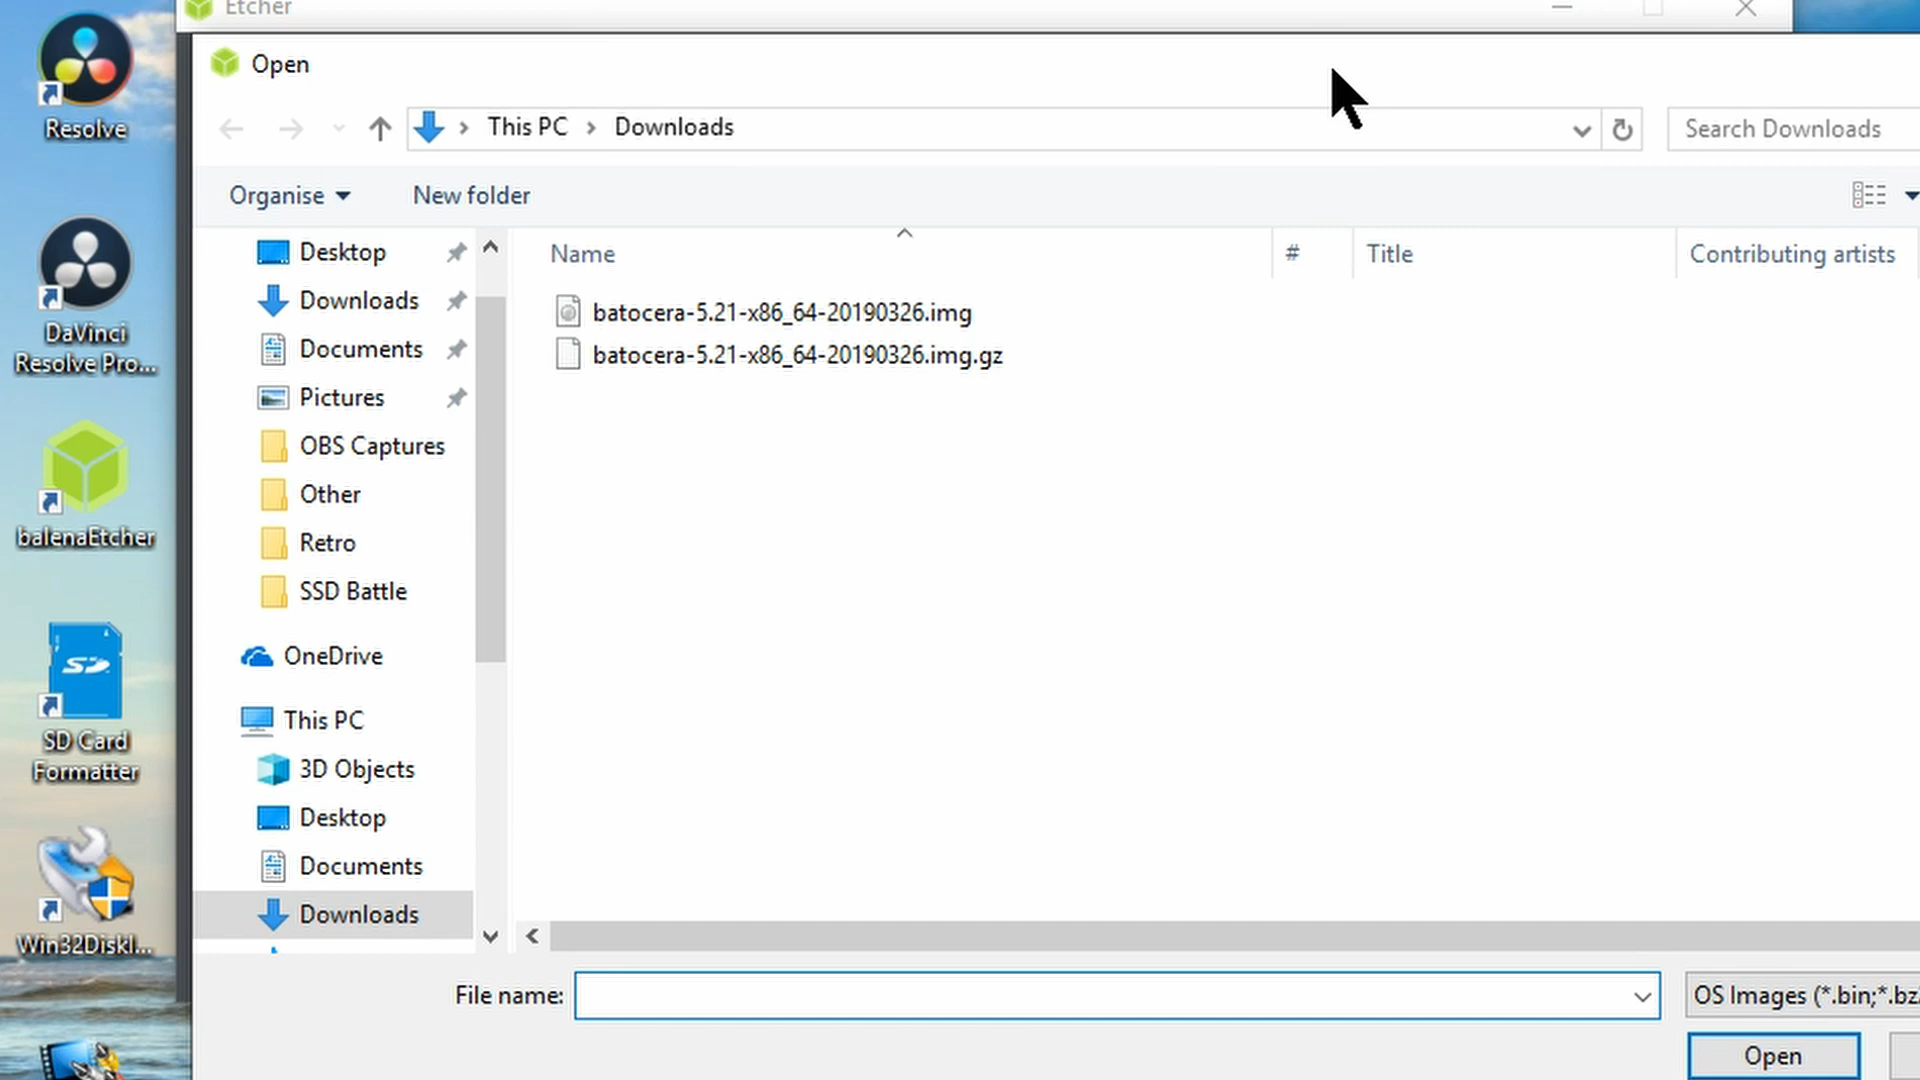 Etcher
Open
This PC
Downloads
Search Downloads
Organise
New folder
Name
#
Title
Contributing artists
Desktop
Downloads
Documents
Pictures
OBS Captures
Other
Retro
SSD Battle
OneDrive
This PC
3D Objects
Desktop
Documents
Downloads
batocera-5.21-x86_64-20190326.img
batocera-5.21-x86_64-20190326.img.gz
File name:
OS Images (*.bin;*.bz
Open
Resolve
DaVinci
Resolve Pro...
balenaEtcher
SD
SD Card
Formatter
Win32DiskI...